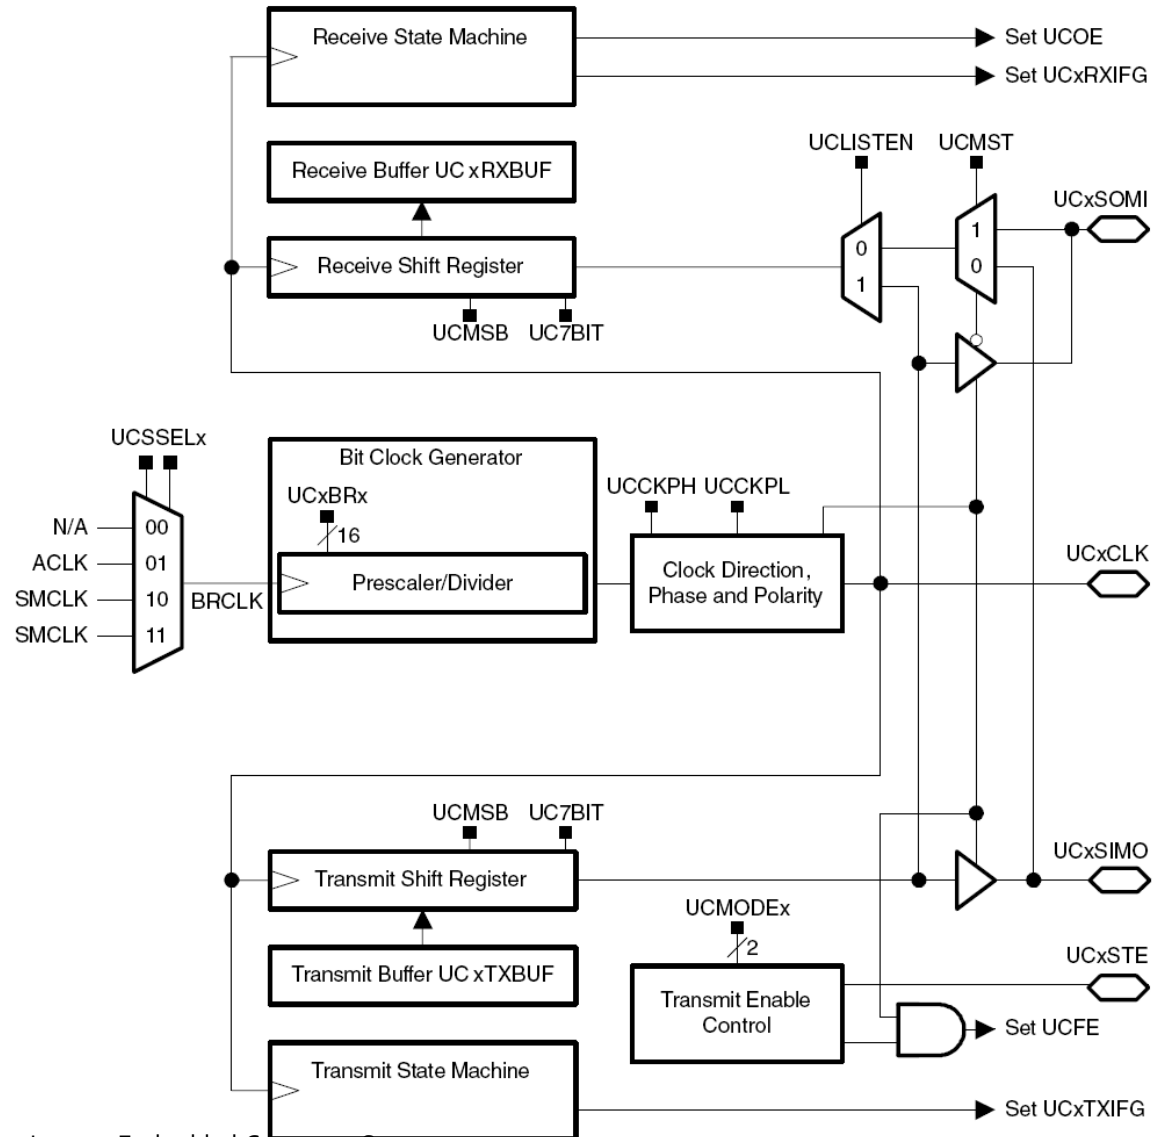 Receive State Machine
Set UCOE
Set UCxRXIFG
UCLISTEN
UCMST
Receive Buffer UC xRXBUF
UCxSOMI
1
0
0
1
Receive Shift Register
UCMSB
UC7BIT
UCSSELx
Bit Clock Generator
UCxBRx
16
UCCKPH
UCCKPL
N/A
00
ACLK
01
SMCLK
10
SMCLK
11
BRCLK
Prescaler/Divider
Clock Direction,
Phase and Polarity
UCxCLK
UCMSB
UC7BIT
Transmit Shift Register
UCxSIMO
UCMODEx
2
Transmit Buffer UC xTXBUF
Transmit Enable
Control
UCxSTE
Set UCFE
Transmit State Machine
Set UCxTXIFG